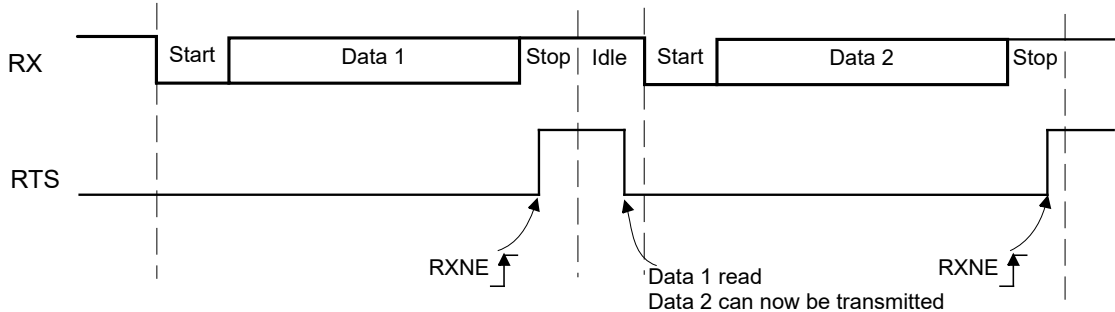 RX
Start
Data 1
Stop
Idle
Start
Data 2
Stop
RTS
RXNE
Data 1 read
Data 2 can now be transmitted
RXNE